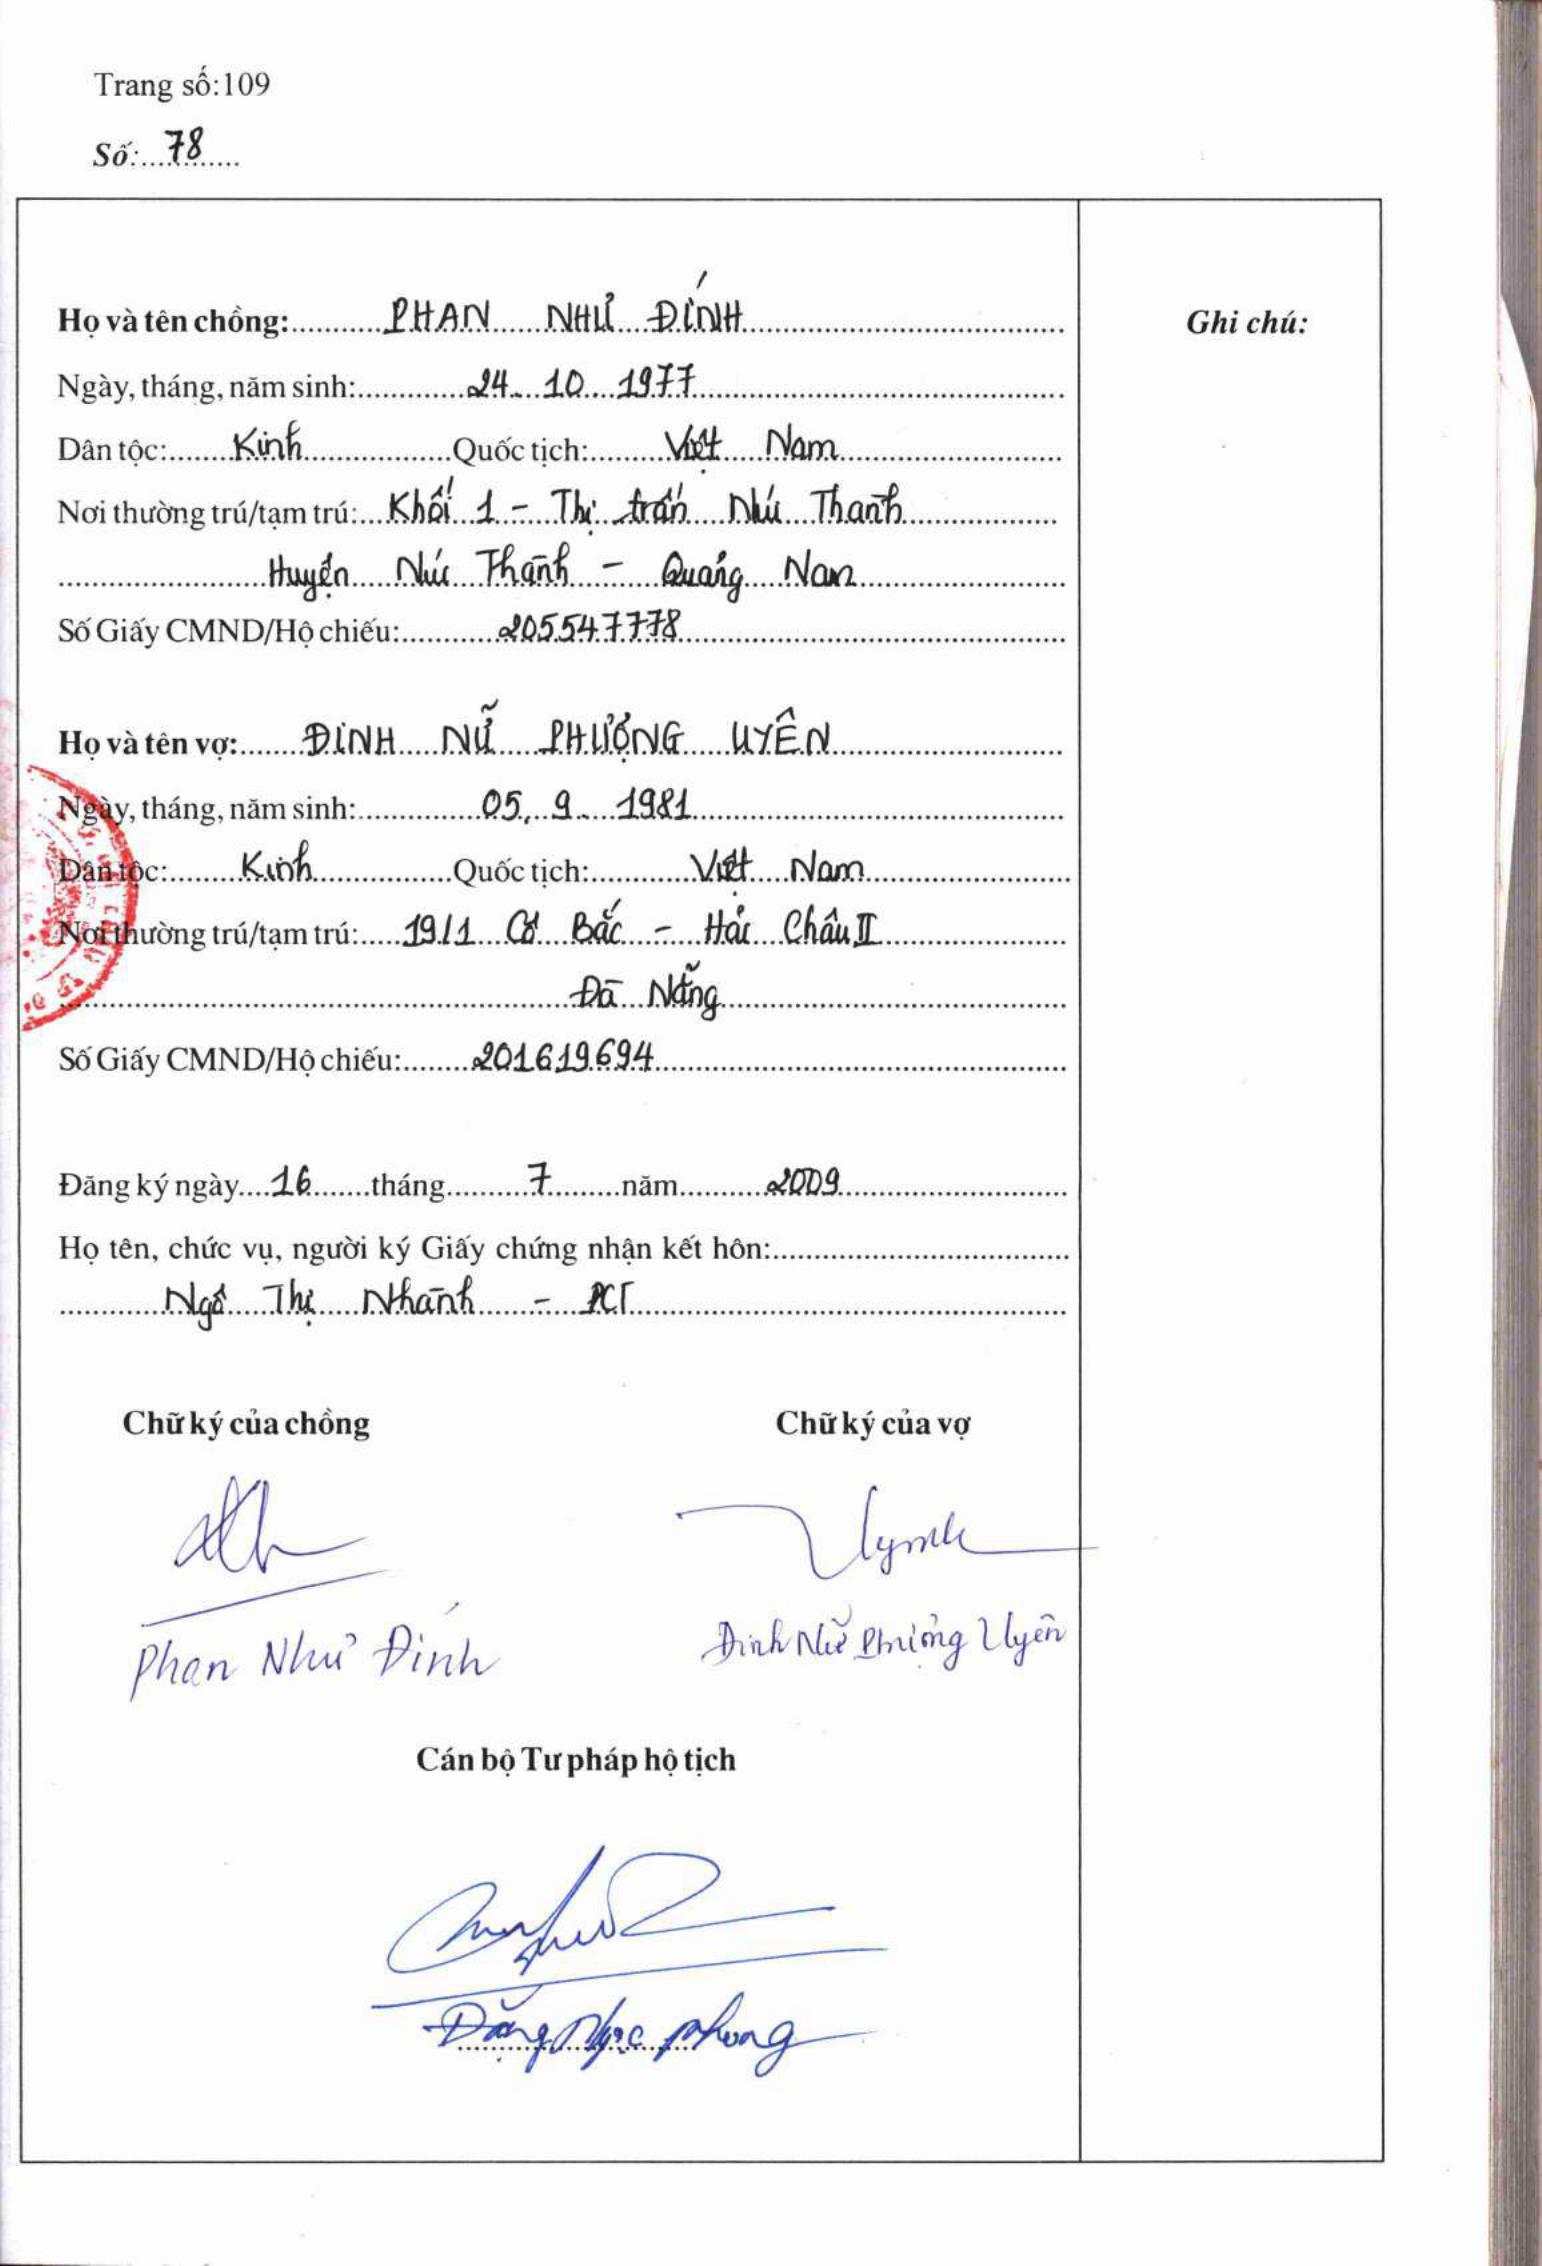 Trang số:109
Số: 78
Họ và tên chồng: PHAN NHƯ ĐÍNH
Ghi chú:
Ngày, tháng, năm sinh: 24. 10. 1977
Dân tộc: Kinh Quốc tịch: Việt Nam
Nơi thường trú/tạm trú: Khối 1 - Thị trấn Núi Thành
Huyện Núi Thành - Quảng Nam
Số Giấy CMND/Hộ chiếu: 205547778
Họ và tên vợ: ĐINH NỮ PHƯỢNG UYÊN
Ngày, tháng, năm sinh: 05. 9. 1981
Dân tộc: Kinh Quốc tịch: Việt Nam
Nơi thường trú/tạm trú: 19/1 Cô Bắc - Hải Châu II
Đà Nẵng
Số Giấy CMND/Hộ chiếu: 201619694
Đăng ký ngày 16 tháng 7 năm 2009
Họ tên, chức vụ, người ký Giấy chứng nhận kết hôn:
Ngô Thị Nhành - PCT
Chữ ký của chồng Chữ ký của vợ
Phan Như Đính Đinh Nữ Phượng Uyên
Cán bộ Tư pháp hộ tịch
Đặng Ngọc Phong